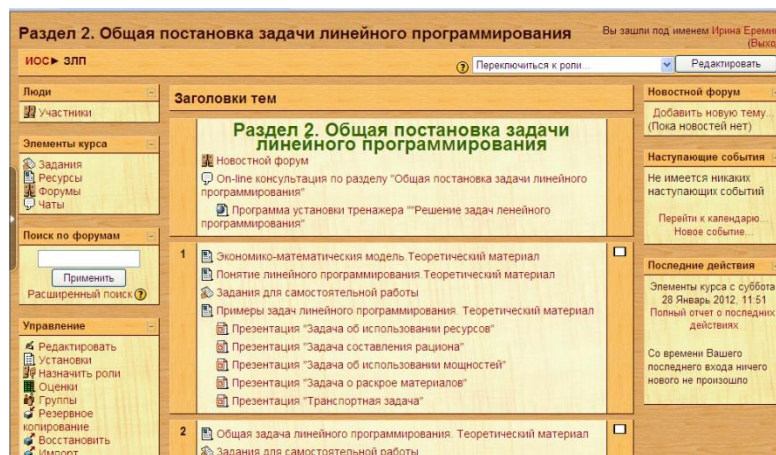 Раздел 2. Общая постановка задачи линейного программирования
Вы зашли под именем Ирина Еремин
(Выхо
ИОС► ЗЛП
Переключиться к роли...
Редактировать
Люди
Участники
Элементы курса
Задания
Ресурсы
Форумы
Чаты
Поиск по форумам
Применить
Расширенный поиск
Управление
Редактировать
Установки
Назначить роли
Оценки
Группы
Резервное
копирование
Восстановить
Импорт
Заголовки тем
Раздел 2. Общая постановка задачи
линейного программирования
Новостной форум
On-line консультация по разделу "Общая постановка задачи линейного
программирования"
Программа установки тренажера ""Решение задач ленейного
программирования"
1
Экономико-математическия модель.Теоретический материал
Понятие линейного программирования.Теоретический материал
Задания для самостоятельной работы
Примеры задач линейного программирования. Теоретический материал
Презентация "Задача об использовании ресурсов"
Презентация "Задача составления рациона"
Презентация "Задача об использовании мощностей"
Презентация "Задача о раскрое материалов"
Презентация "Транспортная задача"
2
Общая задача линейного программирования. Теоретический материал
Задания для самостоятельной работы
Новостной форум
Добавить новую тему...
(Пока новостей нет)
Наступающие события
Не имеется никаких
наступающих событий
Перейти к календарю...
Новое событие...
Последние действия
Элементы курса с суббота
28 Январь 2012, 11:51
Полный отчет о последних
действиях
Со времени Вашего
последнего входа ничего
нового не произошло